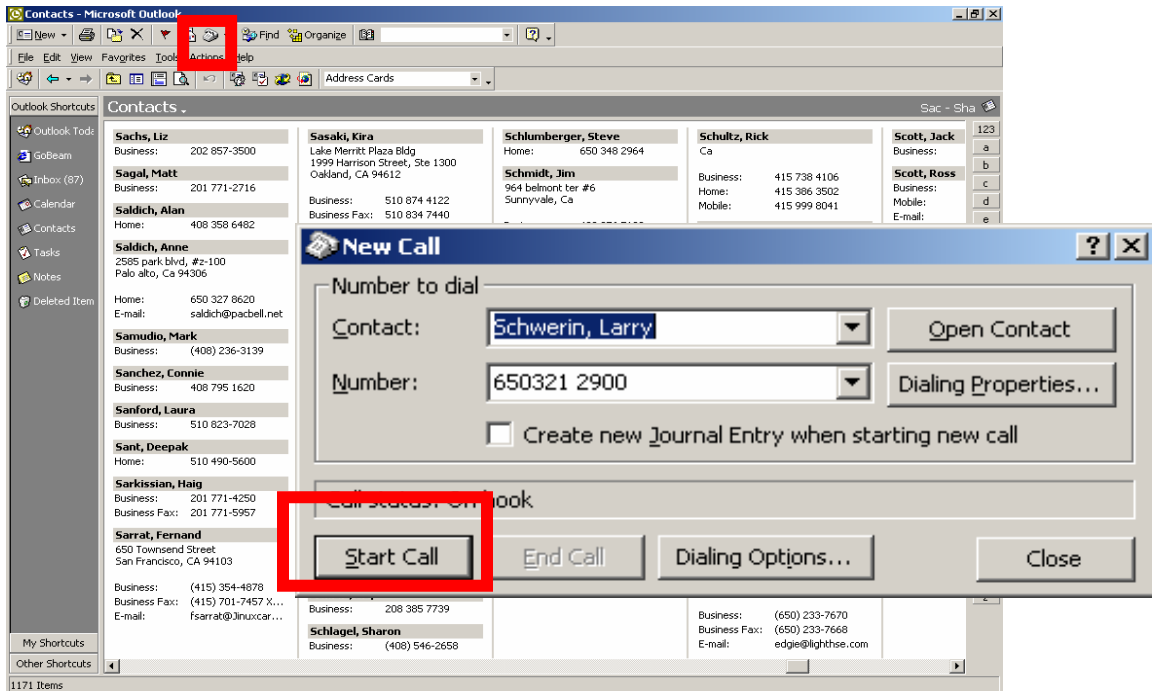 Contacts - Microsoft Outlook
New Find Organize
File Edit View Favorites Tools Actions Help
Address Cards
Outlook Shortcuts
Outlook Toda
GoBeam
Inbox (87)
Calendar
Contacts
Tasks
Notes
Deleted Item
My Shortcuts
Other Shortcuts
1171 Items
Contacts
Sac - Sha
Sachs, Liz
Business: 202 857-3500
Sagal, Matt
Business: 201 771-2716
Saldich, Alan
Home: 408 358 6482
Saldich, Anne
2585 park blvd, #z-100
Palo alto, Ca 94306
Home: 650 327 8620
E-mail: saldich@pacbell.net
Samudio, Mark
Business: (408) 236-3139
Sanchez, Connie
Business: 408 795 1620
Sanford, Laura
Business: 510 823-7028
Sant, Deepak
Home: 510 490-5600
Sarkissian, Haig
Business: 201 771-4250
Business Fax: 201 771-5957
Sarrat, Fernand
650 Townsend Street
San Francisco, CA 94103
Business: (415) 354-4878
Business Fax: (415) 701-7457 X...
E-mail: fsarrat@Jinuxcar...
Sasaki, Kira
Lake Merritt Plaza Bldg
1999 Harrison Street, Ste 1300
Oakland, CA 94612
Business: 510 874 4122
Business Fax: 510 834 7440
Business: 208 385 7739
Schlagel, Sharon
Business: (408) 546-2658
Schlumberger, Steve
Home: 650 348 2964
Schmidt, Jim
964 belmont ter #6
Sunnyvale, Ca
Schultz, Rick
Ca
Business: 415 738 4106
Home: 415 386 3502
Mobile: 415 999 8041
Business: (650) 233-7670
Business Fax: (650) 233-7668
E-mail: edgie@lighthse.com
Scott, Jack
Business:
Scott, Ross
Business:
Mobile:
E-mail:
123
a
b
c
d
e
z
New Call
Number to dial
Contact: Schwerin, Larry Open Contact
Number: 650321 2900 Dialing Properties...
Create new Journal Entry when starting new call
Call status: On hook
Start Call End Call Dialing Options... Close